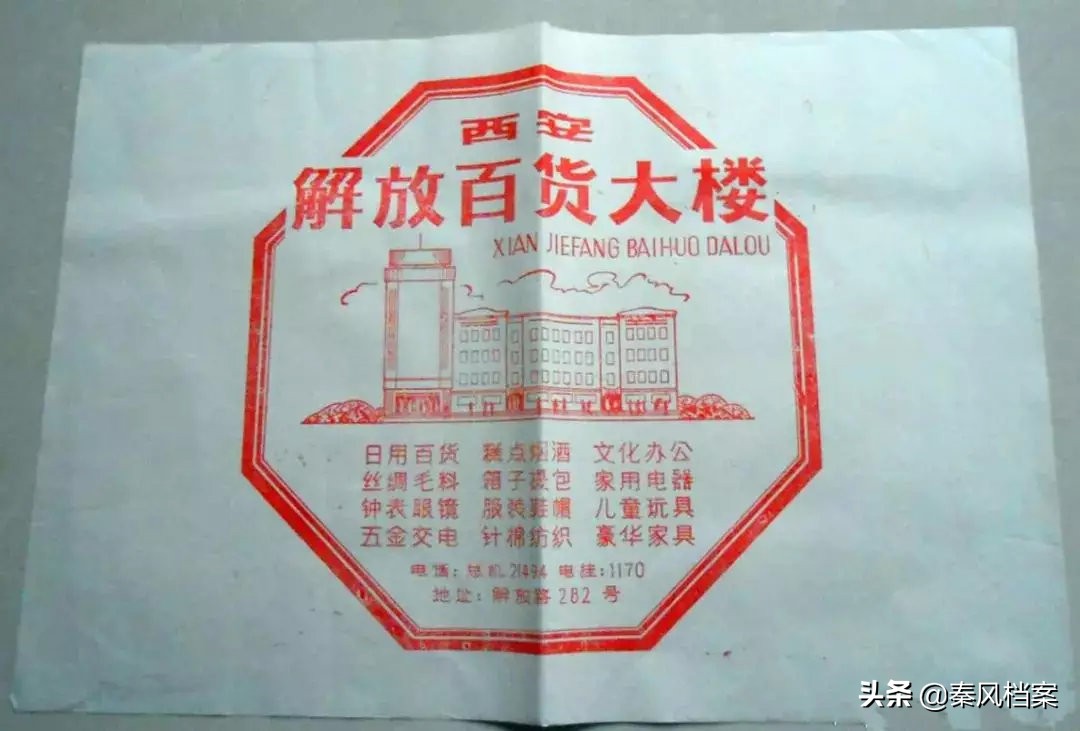 西安
解放百货大楼
XIAN JIEFANG BAIHUO DALOU
日用百货 糕点烟酒 文化办公
丝绸毛料 箱子提包 家用电器
钟表眼镜 服装鞋帽 儿童玩具
五金交电 针棉纺织 豪华家具
电话：总机 21494 电挂：1170
地址：解放路 282 号
头条 @秦风档案